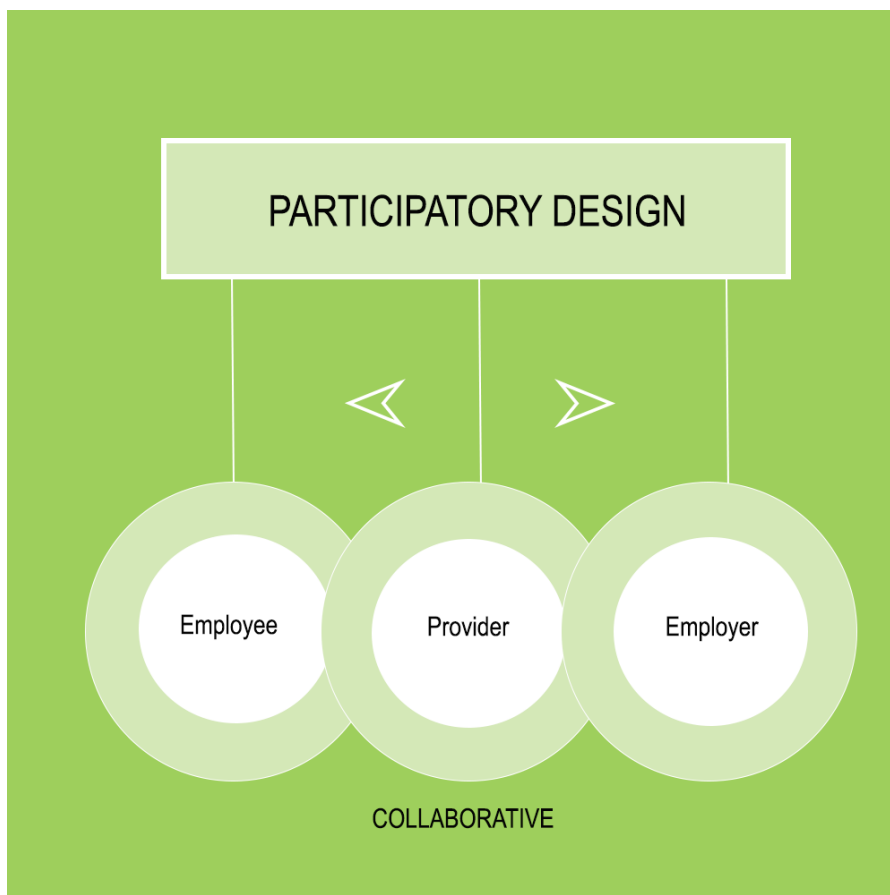 PARTICIPATORY DESIGN
Employee
Provider
Employer
COLLABORATIVE